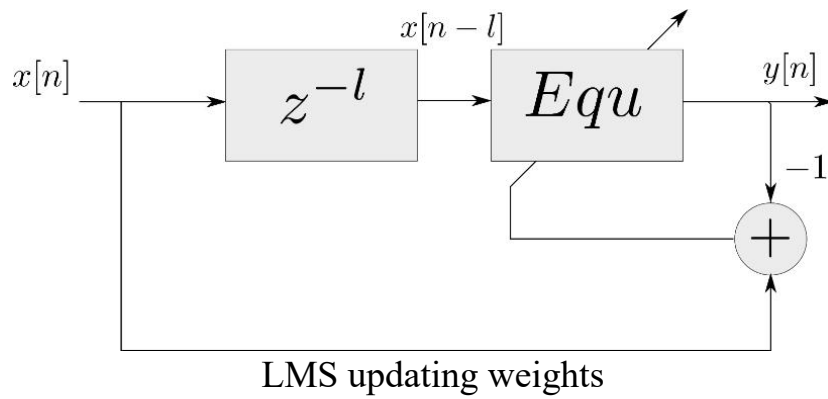 x[n − l]
x[n]
z^{−l}
Equ
y[n]
−1
+
LMS updating weights